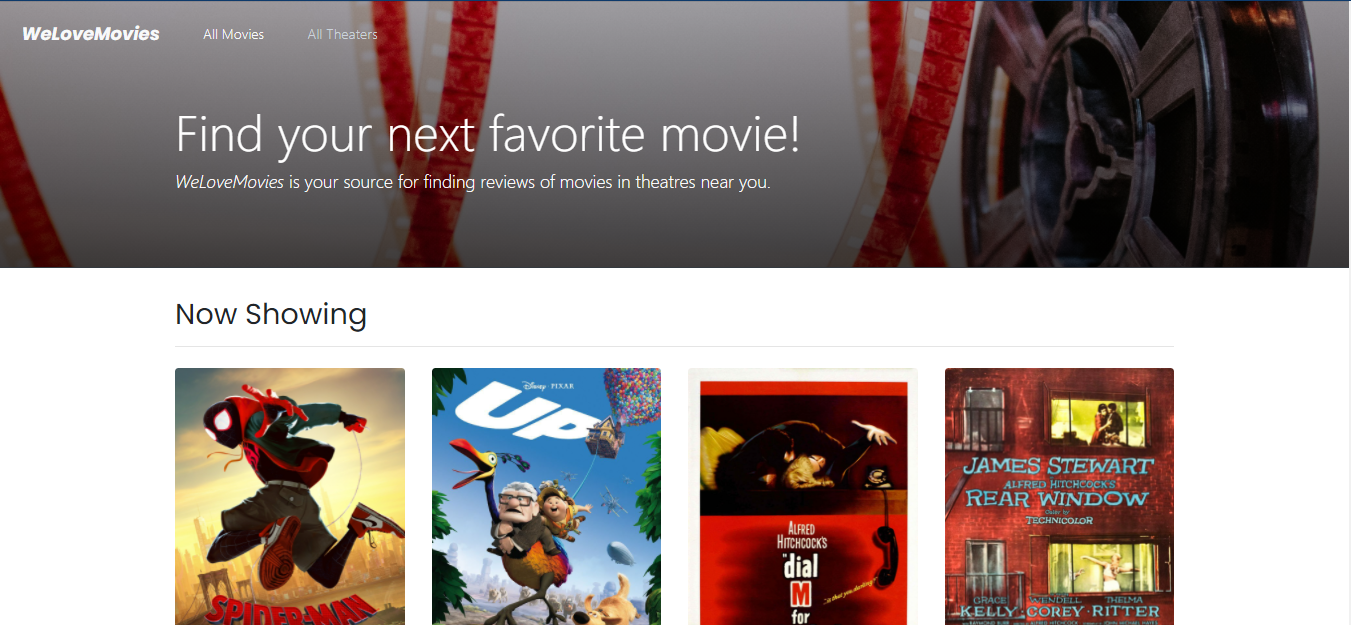 WeLoveMovies All Movies All Theaters
Find your next favorite movie!
WeLoveMovies is your source for finding reviews of movies in theatres near you.
Now Showing
SPIDER-MAN
Disney · PIXAR
UP
ALFRED
HITCHCOCK'S
"dial
M
for
JAMES STEWART
ALFRED HITCHCOCK'S
REAR WINDOW
Color by
TECHNICOLOR
GRACE WENDELL THELMA
KELLY · COREY · RITTER